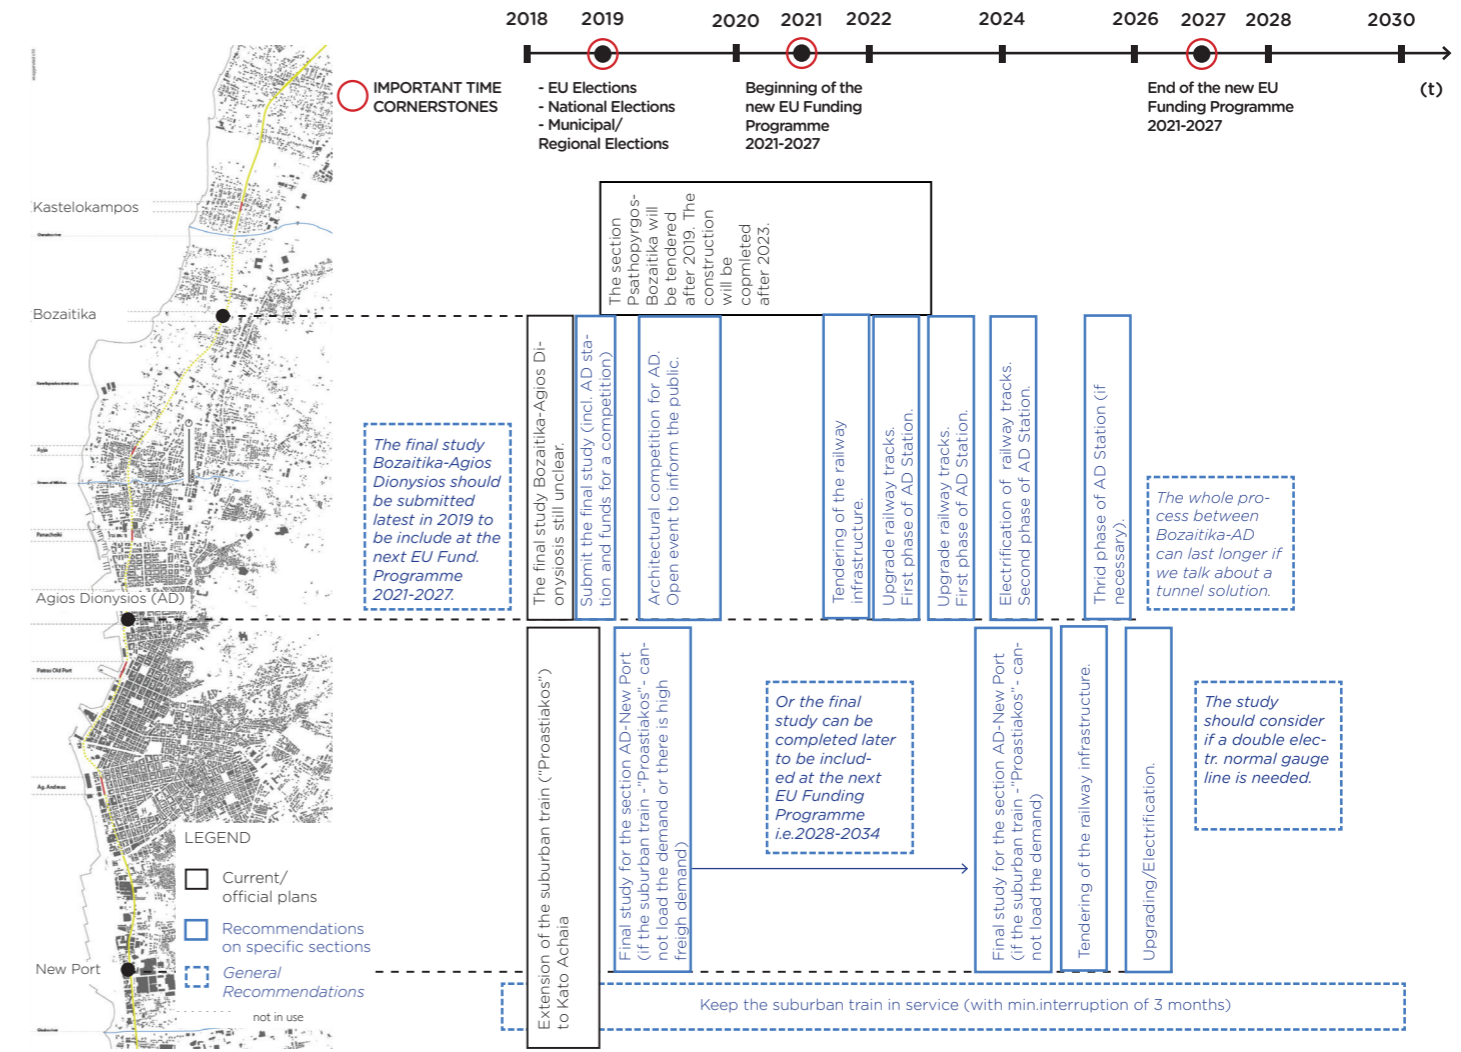 2018 2019 2020 2021 2022 2024 2026 2027 2028 2030
(t)
IMPORTANT TIME
CORNERSTONES
- EU Elections
- National Elections
- Municipal/
Regional Elections
Beginning of the
new EU Funding
Programme
2021-2027
End of the new EU
Funding Programme
2021-2027
Kastelokampos
Bozaitika
Agyia
Panachaiki
Agios Dionysios (AD)
Patras Old Port
Ag. Andreas
New Port
The section
Psathopyrgos-
Bozaitika will
be tendered
after 2019. The
construction
will be
copmleted
after 2023.
The final study
Bozaitika-Agios
Dionysios should
be submitted
latest in 2019 to
be include at the
next EU Fund.
Programme
2021-2027.
The final study Bozaitika-Agios Di-
onysiosis still unclear.
Submit the final study (incl. AD sta-
tion and funds for a competition)
Architectural competition for AD.
Open event to inform the public.
Tendering of the railway
infrastructure.
Upgrade railway tracks.
First phase of AD Station.
Upgrade railway tracks.
First phase of AD Station.
Electrification of railway tracks.
Second phase of AD Station.
Thrid phase of AD Station (if
necessary).
The whole pro-
cess between
Bozaitika-AD
can last longer if
we talk about a
tunnel solution.
Extension of the suburban train ("Proastiakos")
to Kato Achaia
Final study for the section AD-New Port
(if the suburban train -"Proastiakos"- can-
not load the demand or there is high
freigh demand)
Or the final
study can be
completed later
to be includ-
ed at the next
EU Funding
Programme
i.e.2028-2034
Final study for the section AD-New Port
(if the suburban train -"Proastiakos"- can-
not load the demand)
Tendering of the railway infrastructure.
Upgrading/Electrification.
The study
should consider
if a double elec-
tr. normal gauge
line is needed.
Keep the suburban train in service (with min.interruption of 3 months)
LEGEND
Current/
official plans
Recommendations
on specific sections
General
Recommendations
not in use